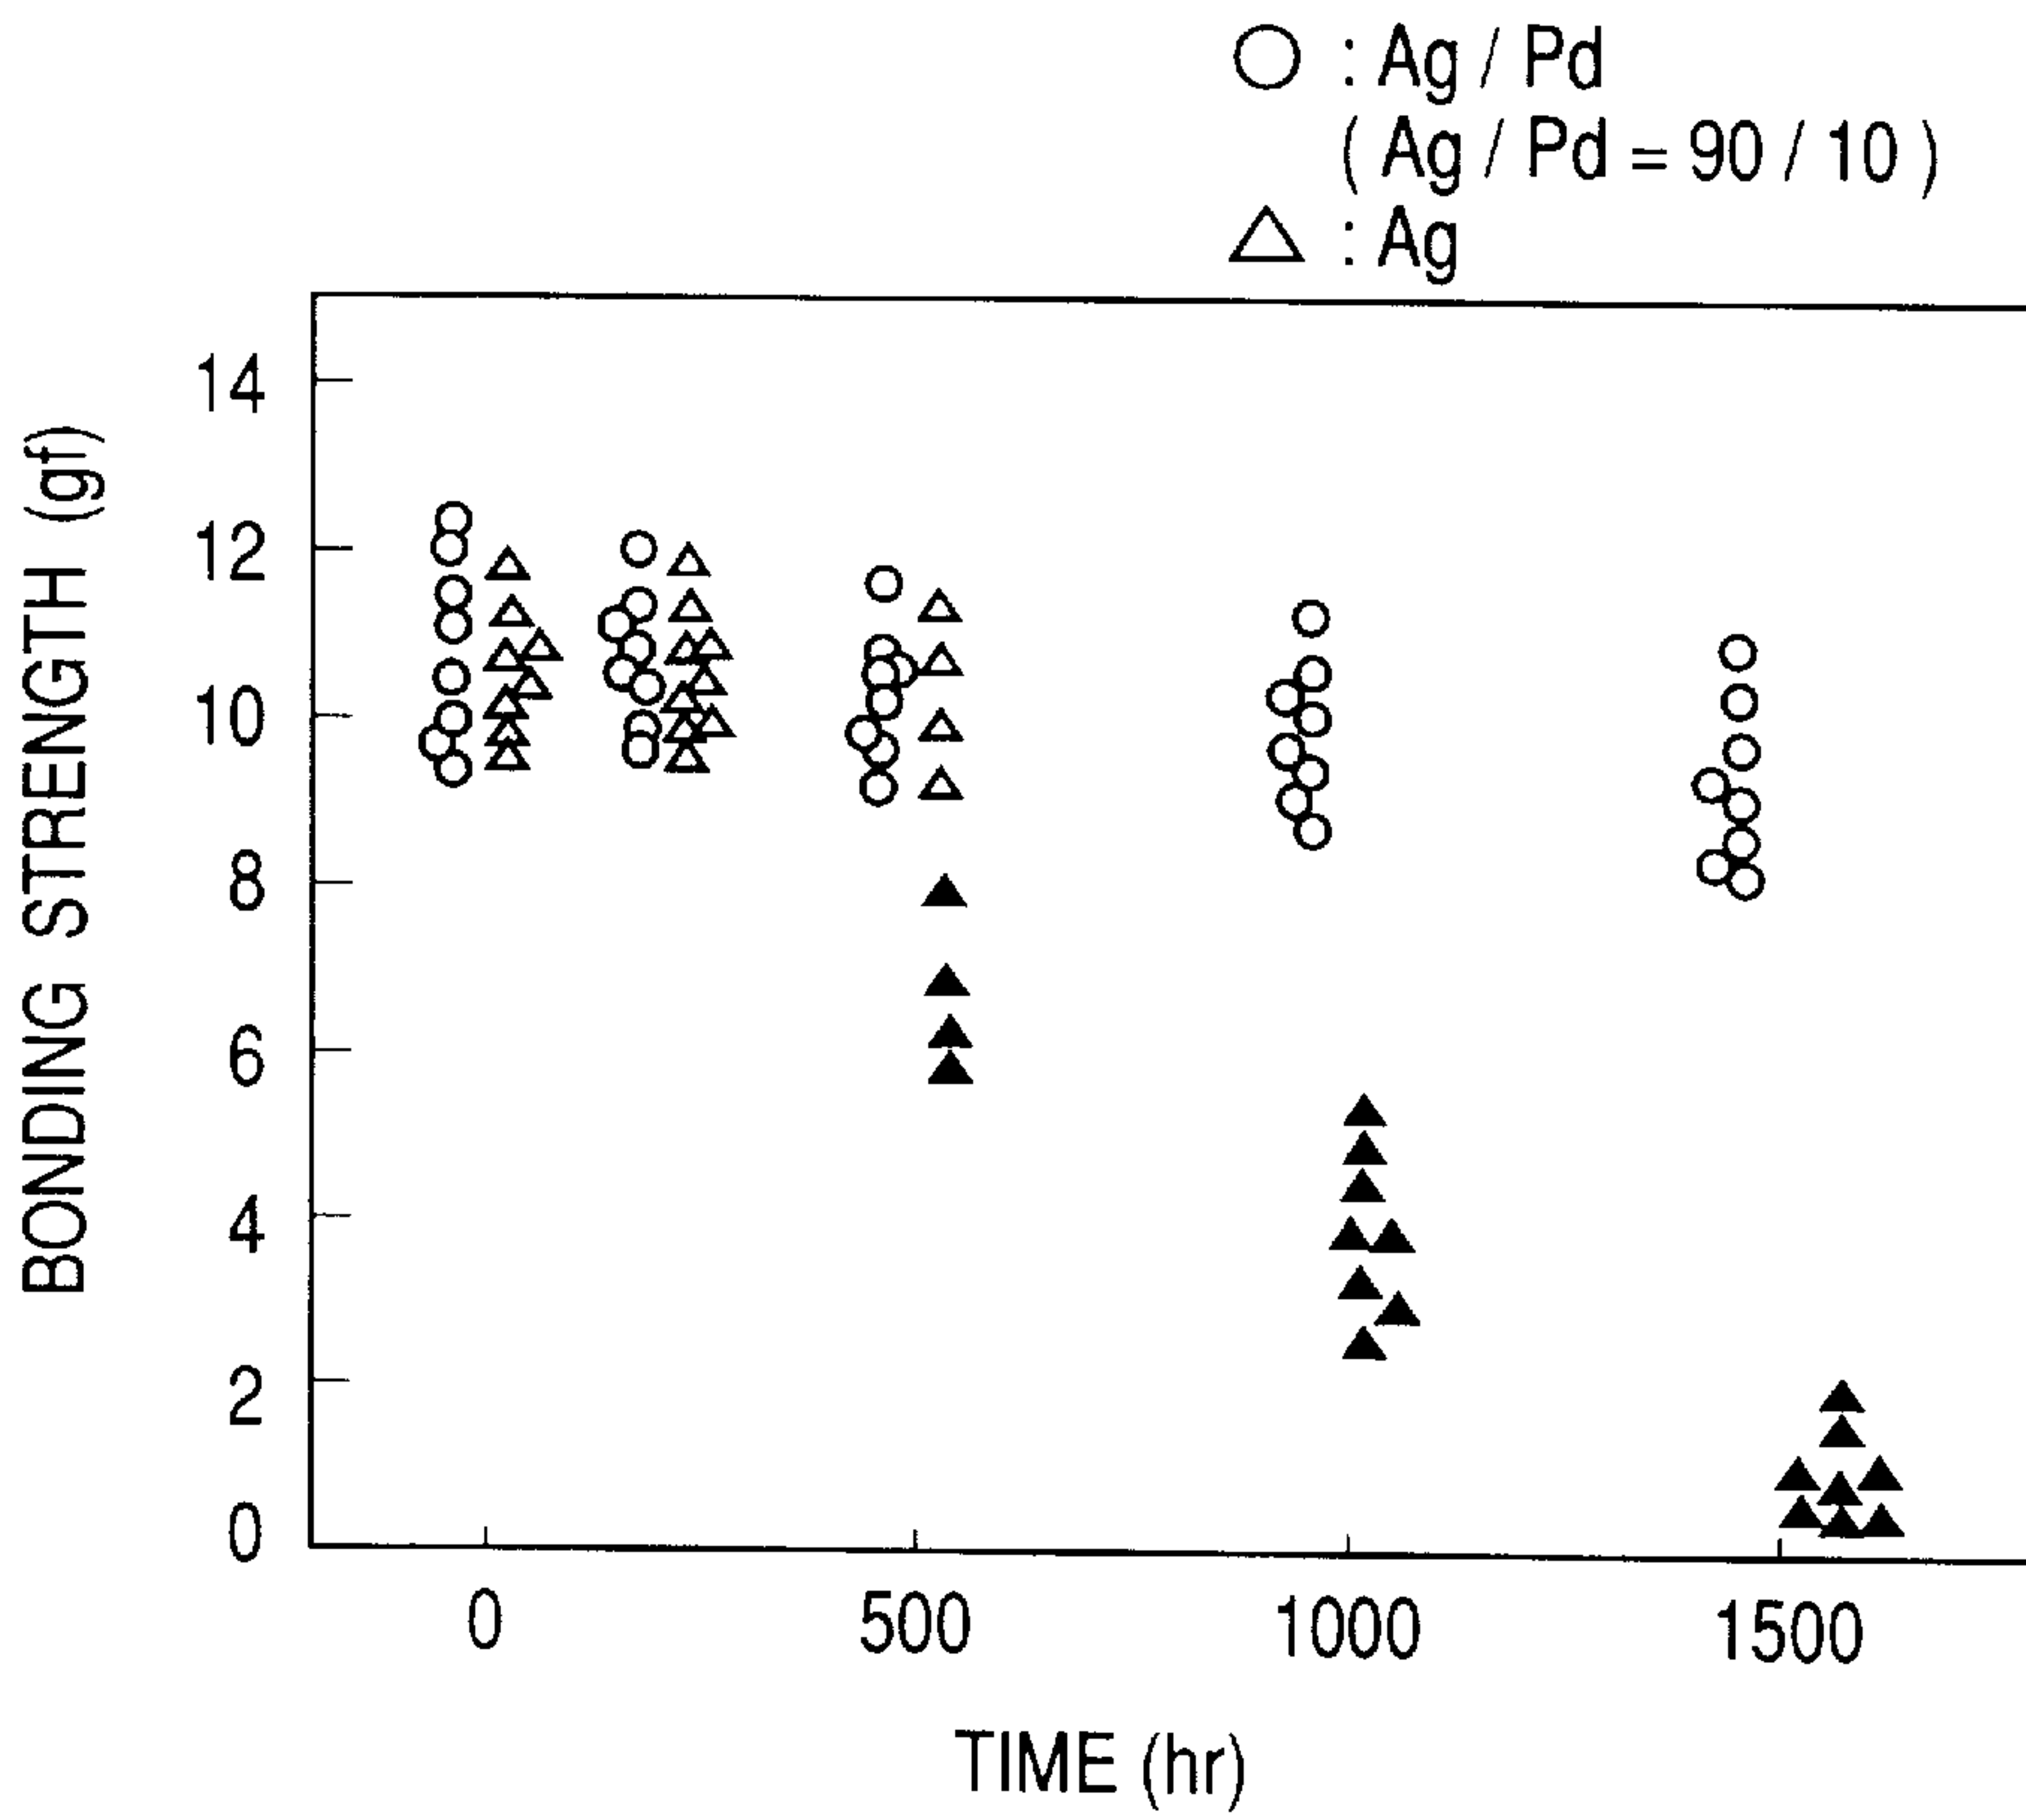 ○ : Ag / Pd
( Ag / Pd = 90 / 10 )
△ : Ag
BONDING STRENGTH (gf)
14
12
10
8
6
4
2
0
0 500 1000 1500
TIME (hr)